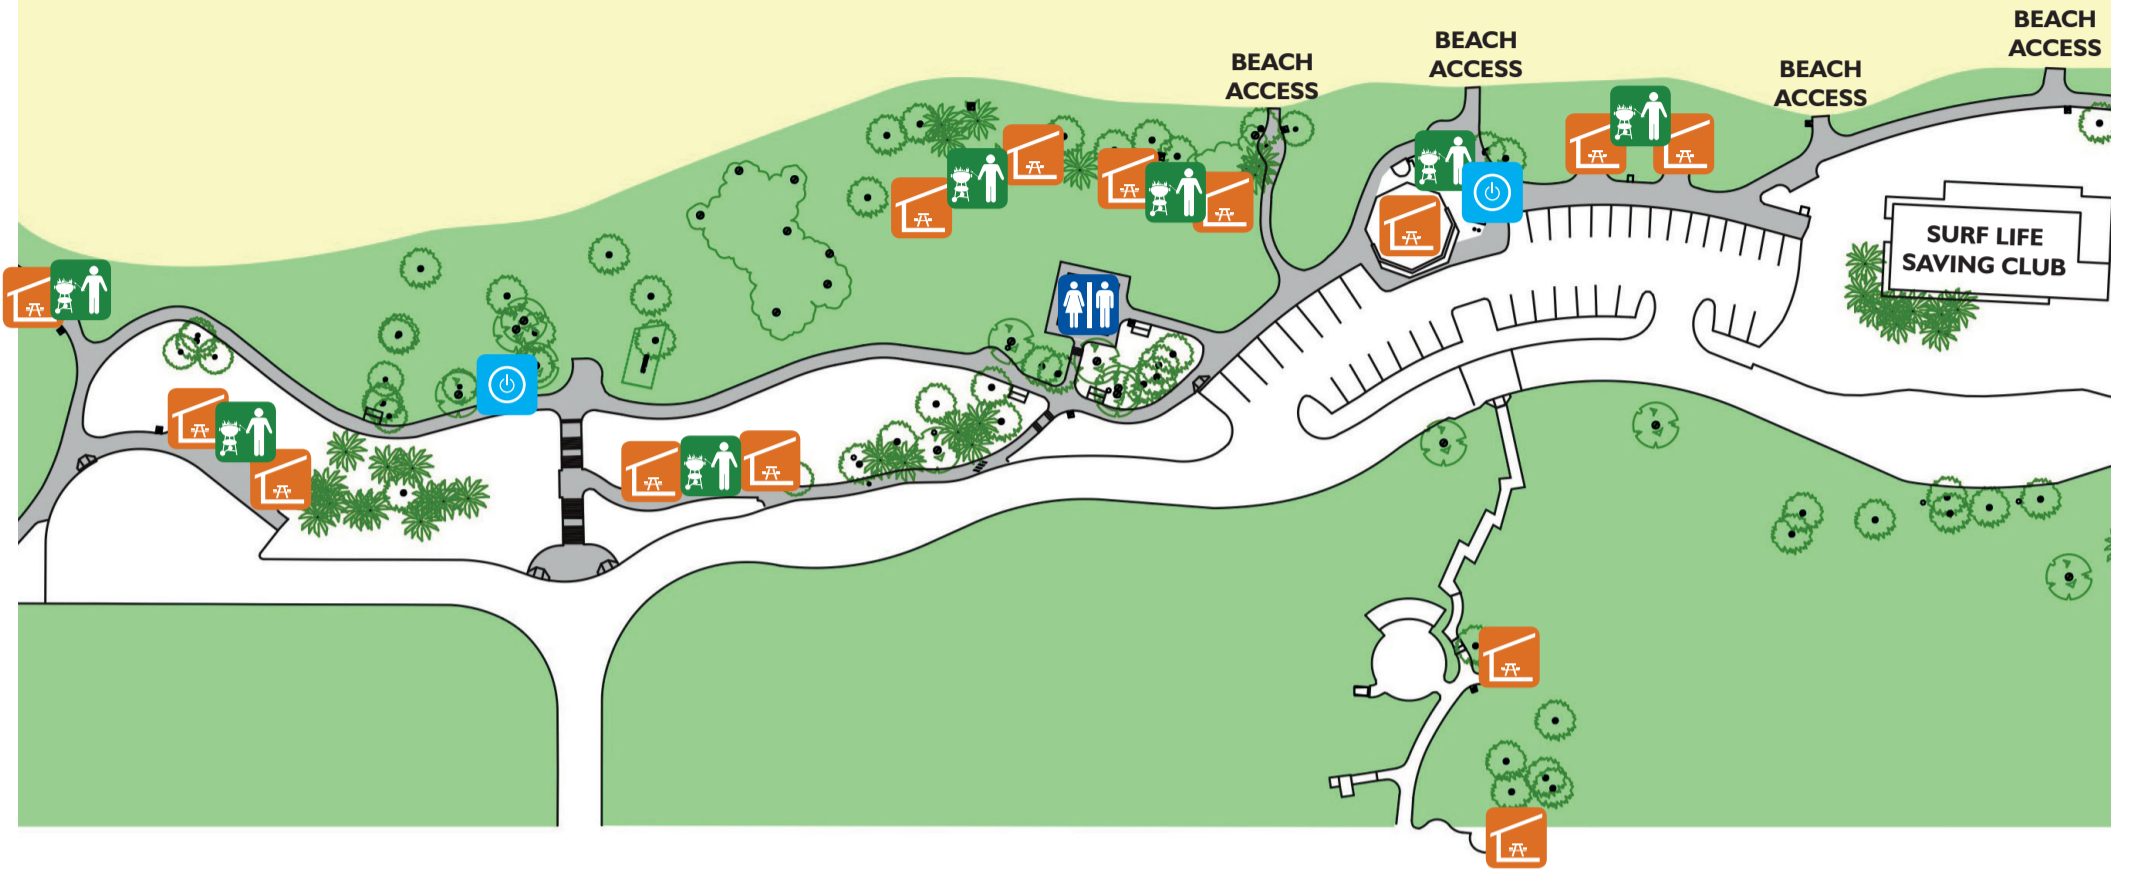 BEACH
ACCESS
BEACH
ACCESS
BEACH
ACCESS
BEACH
ACCESS
SURF LIFE
SAVING CLUB